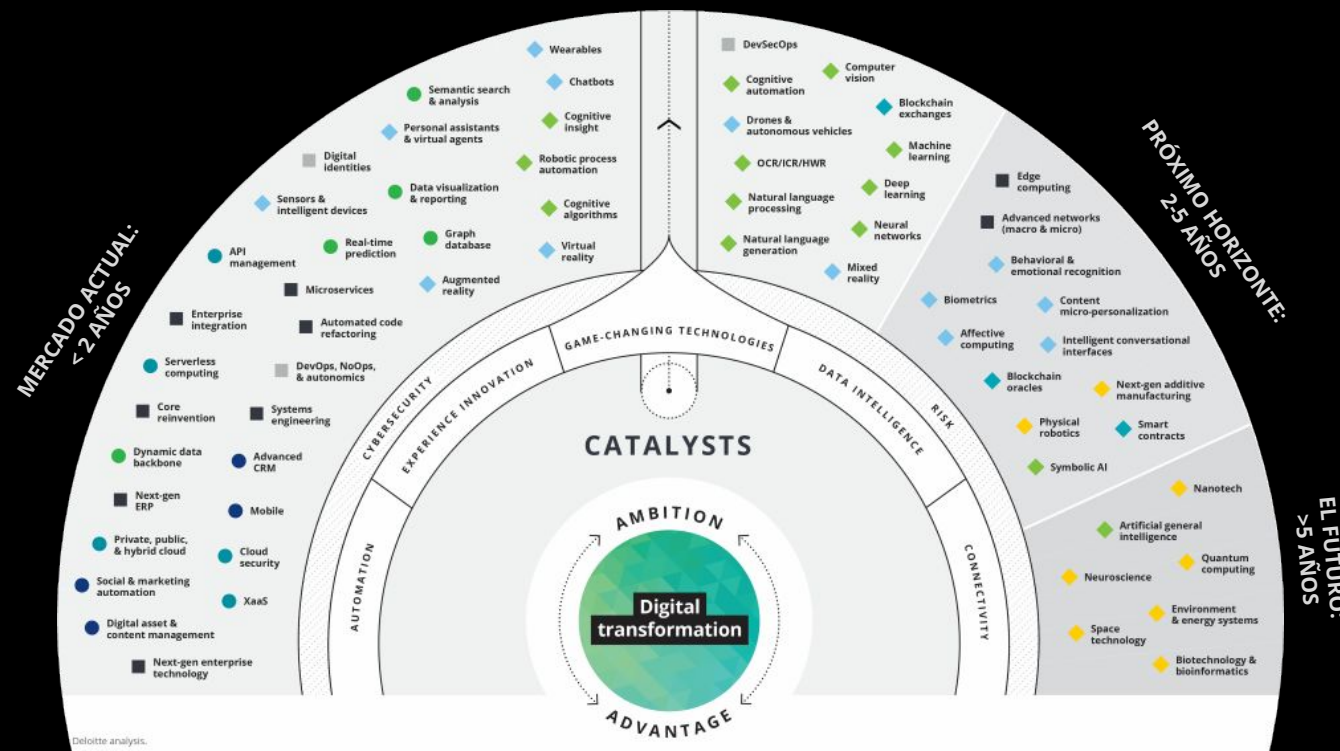 MERCADO ACTUAL:
< 2 AÑOS
Wearables
Chatbots
Semantic search
& analysis
Cognitive
insight
Personal assistants
& virtual agents
Digital
identities
Robotic process
automation
Data visualization
& reporting
Sensors &
intelligent devices
Cognitive
algorithms
Graph
database
Real-time
prediction
API
management
Virtual
reality
Augmented
reality
Microservices
Enterprise
integration
Automated code
refactoring
Serverless
computing
DevOps, NoOps,
& autonomics
Core
reinvention
Systems
engineering
Dynamic data
backbone
Advanced
CRM
Next-gen
ERP
Mobile
Private, public,
& hybrid cloud
Cloud
security
Social & marketing
automation
XaaS
Digital asset &
content management
Next-gen enterprise
technology
DevSecOps
Computer
vision
Cognitive
automation
Blockchain
exchanges
Drones &
autonomous vehicles
Machine
learning
OCR/ICR/HWR
Deep
learning
Natural language
processing
Neural
networks
Natural language
generation
Mixed
reality
PRÓXIMO HORIZONTE:
2-5 AÑOS
Edge
computing
Advanced networks
(macro & micro)
Behavioral &
emotional recognition
Biometrics
Content
micro-personalization
Affective
computing
Intelligent conversational
interfaces
Blockchain
oracles
Next-gen additive
manufacturing
Physical
robotics
Smart
contracts
Symbolic AI
EL FUTURO:
>5 AÑOS
Nanotech
Artificial general
intelligence
Quantum
computing
Neuroscience
Environment
& energy systems
Space
technology
Biotechnology &
bioinformatics
CYBERSECURITY
RISK
AUTOMATION
EXPERIENCE INNOVATION
GAME-CHANGING TECHNOLOGIES
DATA INTELLIGENCE
CONNECTIVITY
CATALYSTS
AMBITION
Digital
transformation
ADVANTAGE
Deloitte analysis.